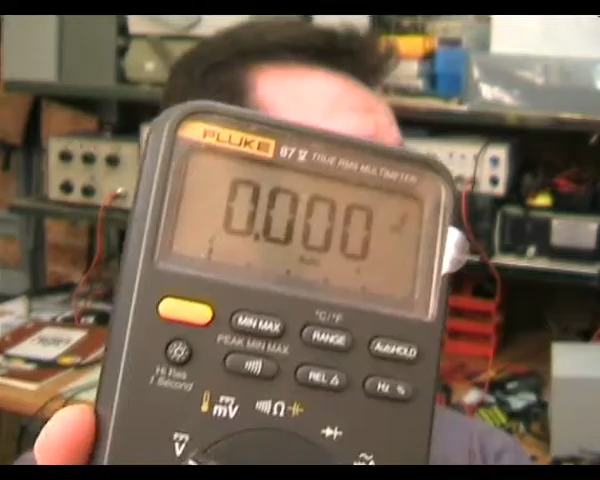 FLUKE 87 V TRUE RMS MULTIMETER
0.000
MIN MAX
°C/°F
RANGE
AutoHOLD
PEAK MIN MAX
REL Δ
Hz %
Hi Res
1 Second
mV
Ω
V